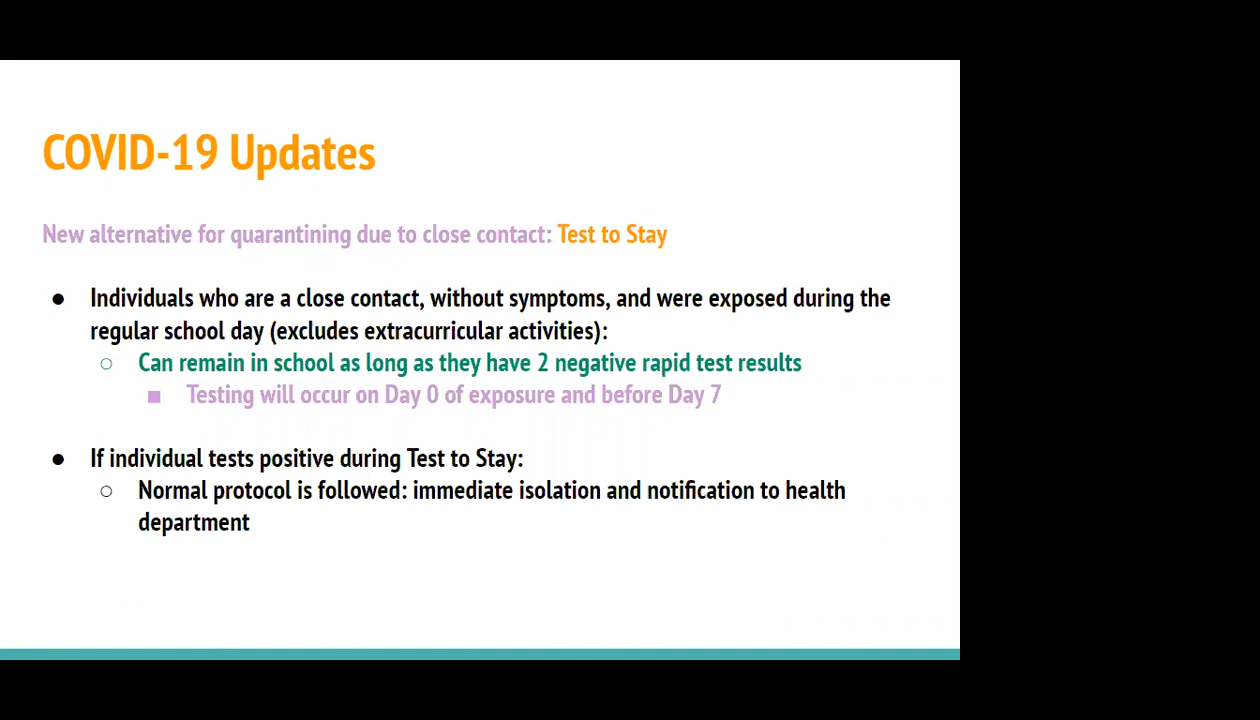 COVID-19 Updates
New alternative for quarantining due to close contact: Test to Stay
● Individuals who are a close contact, without symptoms, and were exposed during the
regular school day (excludes extracurricular activities):
○ Can remain in school as long as they have 2 negative rapid test results
■ Testing will occur on Day 0 of exposure and before Day 7
● If individual tests positive during Test to Stay:
○ Normal protocol is followed: immediate isolation and notification to health
department